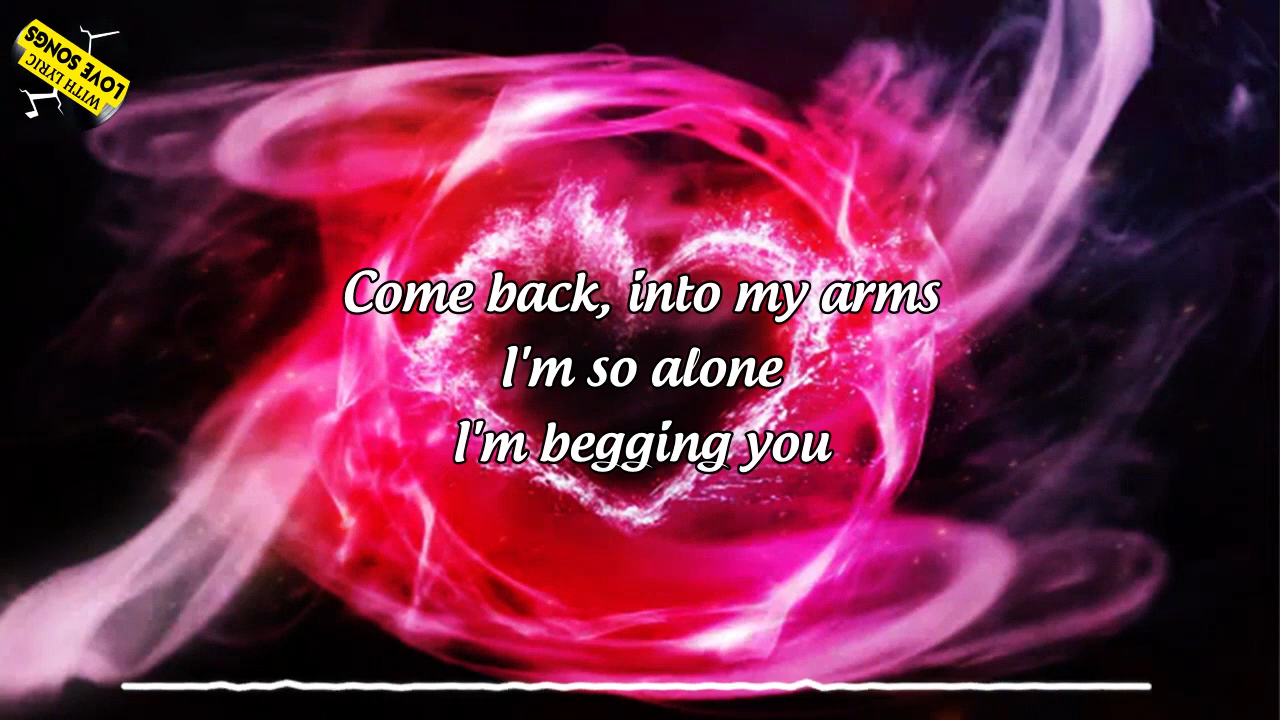 LOVE SONGS
WITH LYRIC
Come back, into my arms
I'm so alone
I'm begging you